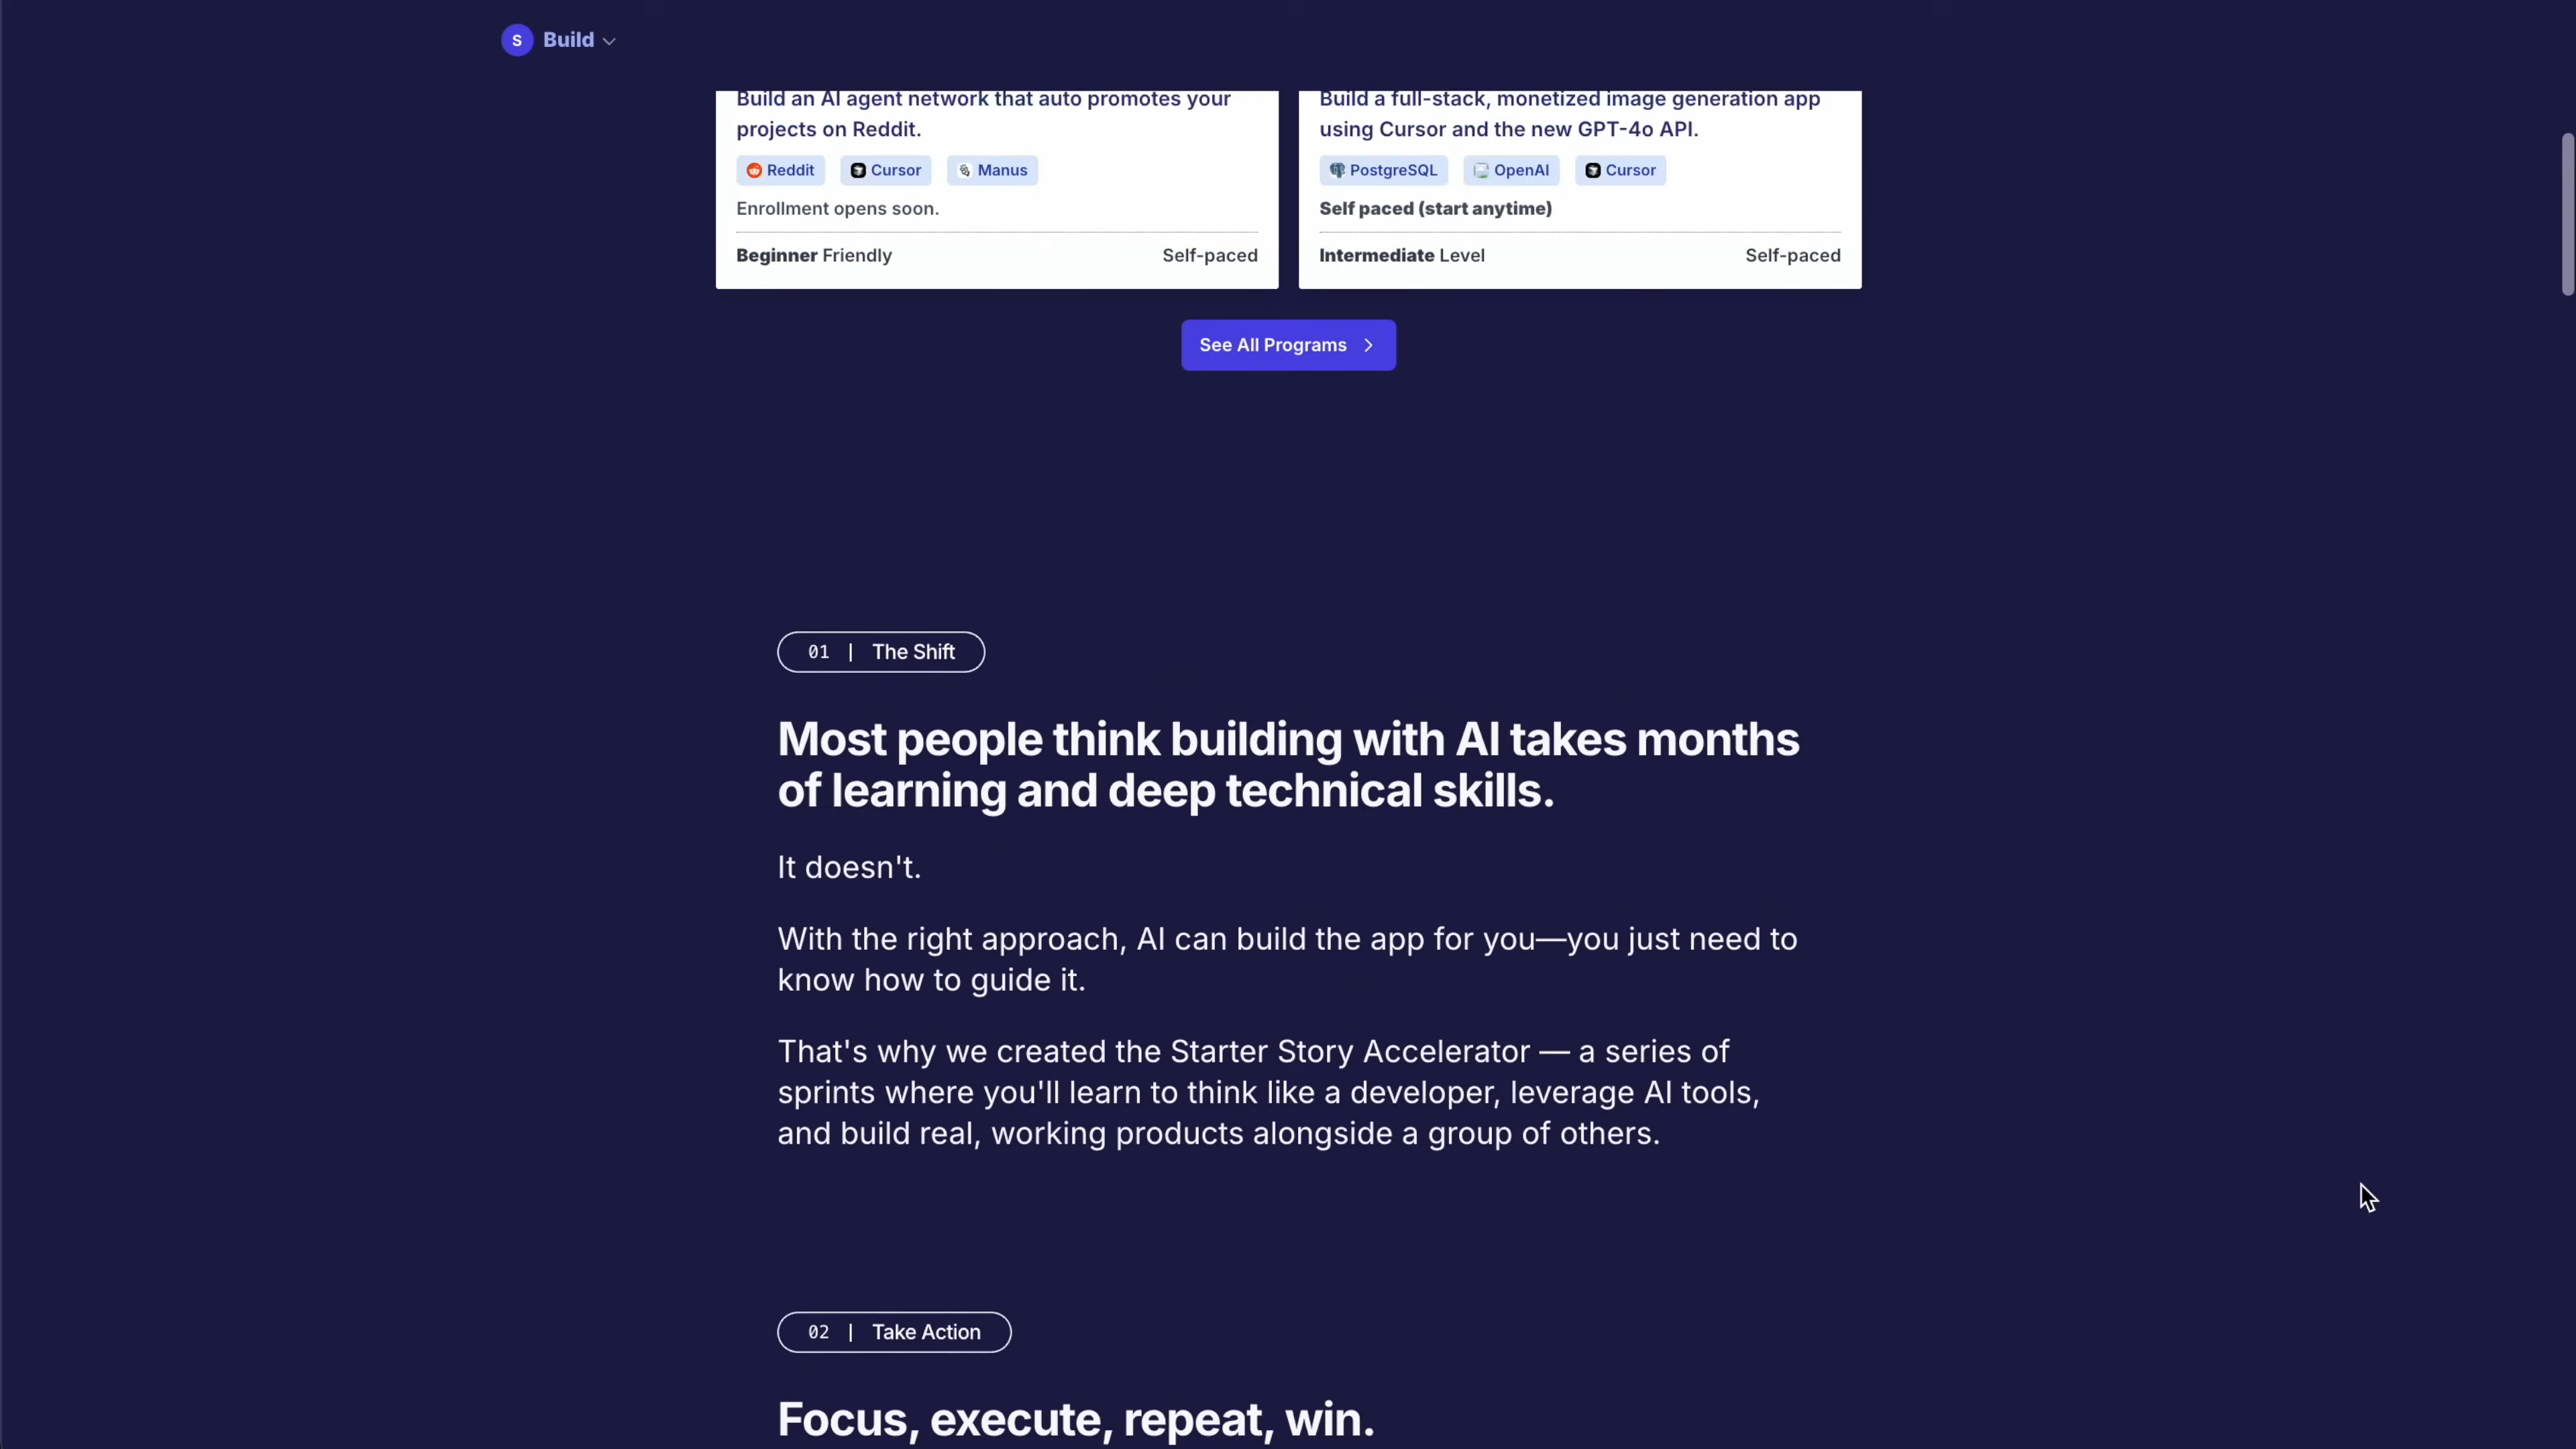 S Build
Build an AI agent network that auto promotes your
projects on Reddit.
Reddit Cursor Manus
Enrollment opens soon.
Beginner Friendly Self-paced
Build a full-stack, monetized image generation app
using Cursor and the new GPT-4o API.
PostgreSQL OpenAI Cursor
Self paced (start anytime)
Intermediate Level Self-paced
See All Programs
01 | The Shift
Most people think building with AI takes months
of learning and deep technical skills.
It doesn't.
With the right approach, AI can build the app for you—you just need to
know how to guide it.
That's why we created the Starter Story Accelerator — a series of
sprints where you'll learn to think like a developer, leverage AI tools,
and build real, working products alongside a group of others.
02 | Take Action
Focus, execute, repeat, win.